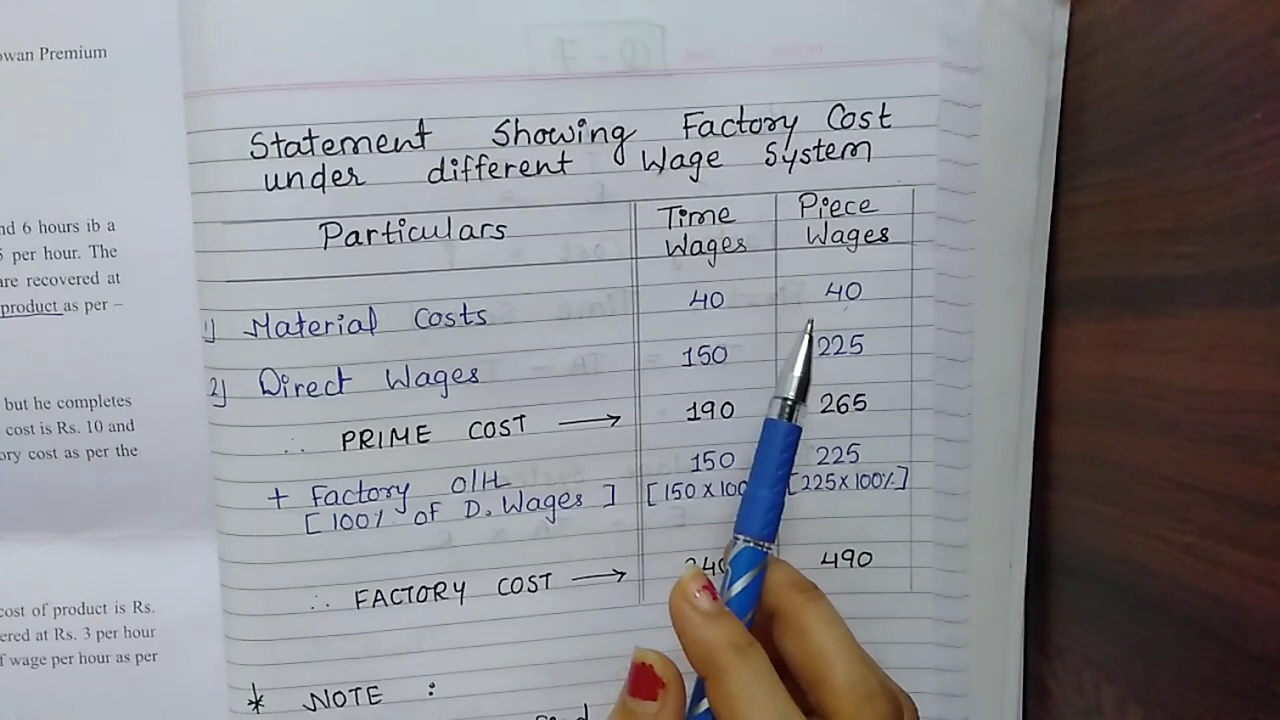 owan Premium
nd 6 hours ib a
per hour. The
are recovered at
product as per –
but he completes
cost is Rs. 10 and
ory cost as per the
cost of product is Rs.
ered at Rs. 3 per hour
f wage per hour as per
Statement Showing Factory Cost
under different Wage System
Particulars Time Wages Piece Wages
1) Material Costs 40 40
2) Direct Wages 150 225
∴ PRIME COST → 190 265
+ Factory O/H 150 225
[100% of D. Wages] [150 X 100 [225 X 100%]
∴ FACTORY COST → 490
* NOTE :